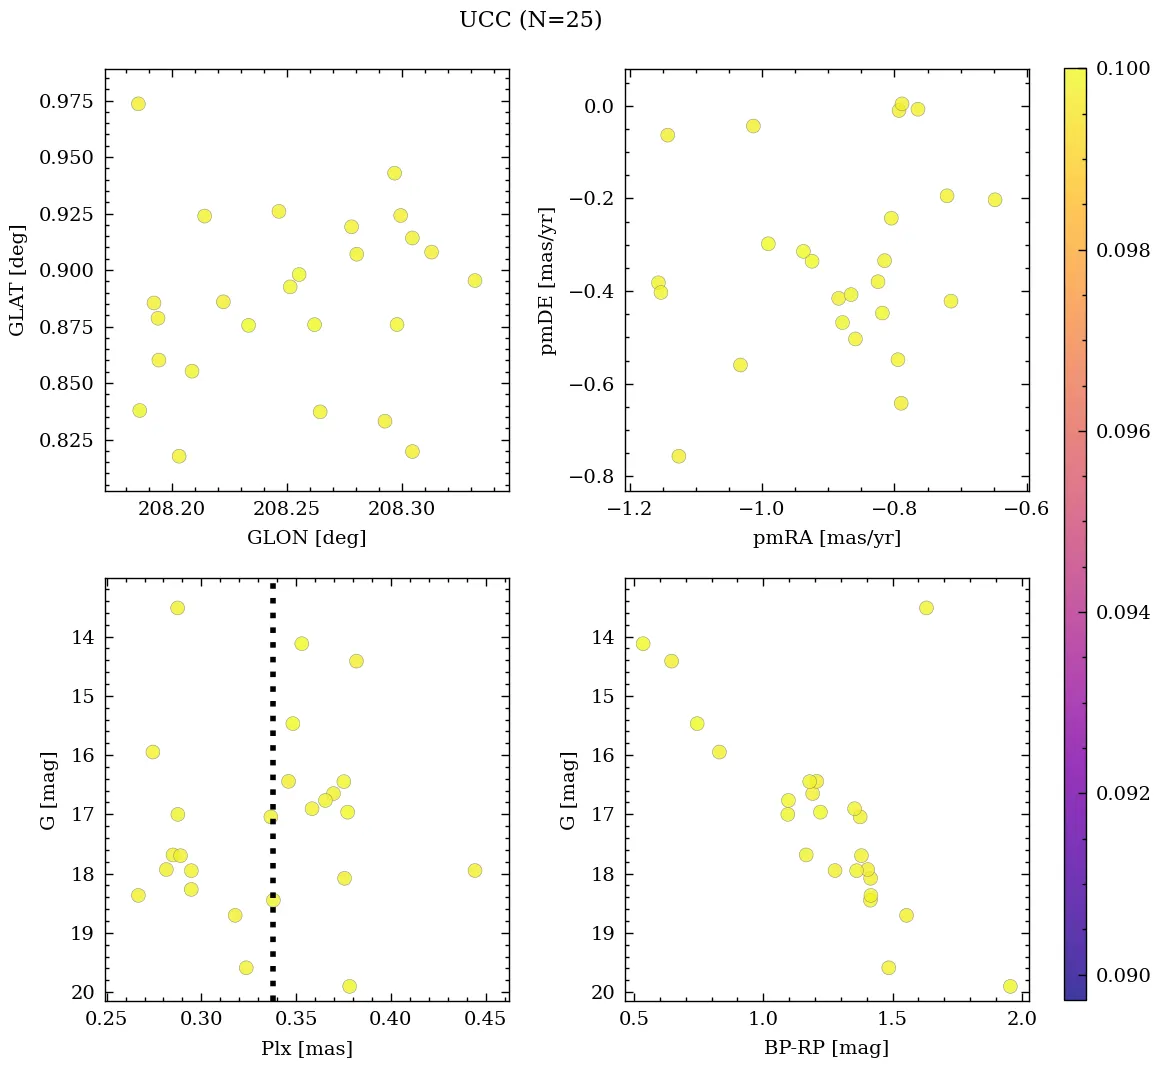 UCC (N=25)
0.975
0.950
0.925
0.900
0.875
0.850
0.825
GLAT [deg]
208.20 208.25 208.30
GLON [deg]
0.0
−0.2
−0.4
−0.6
−0.8
pmDE [mas/yr]
−1.2 −1.0 −0.8 −0.6
pmRA [mas/yr]
14
15
16
17
18
19
20
G [mag]
0.25 0.30 0.35 0.40 0.45
Plx [mas]
14
15
16
17
18
19
20
G [mag]
0.5 1.0 1.5 2.0
BP-RP [mag]
0.100
0.098
0.096
0.094
0.092
0.090